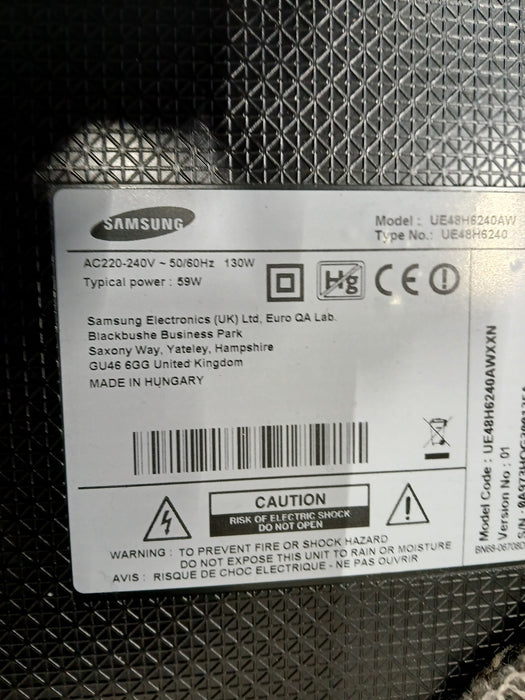 SAMSUNG
Model : UE48H6240AW
Type No.: UE48H6240
AC220-240V ~ 50/60Hz 130W
Typical power : 59W
Hg
CE
Samsung Electronics (UK) Ltd, Euro QA Lab.
Blackbushe Business Park
Saxony Way, Yateley, Hampshire
GU46 6GG United Kingdom
MADE IN HUNGARY
CAUTION
RISK OF ELECTRIC SHOCK
DO NOT OPEN
WARNING : TO PREVENT FIRE OR SHOCK HAZARD
DO NOT EXPOSE THIS UNIT TO RAIN OR MOISTURE
AVIS : RISQUE DE CHOC ELECTRIQUE - NE PAS OUVRIR
Model Code : UE48H6240AWXXN
Version No : 01